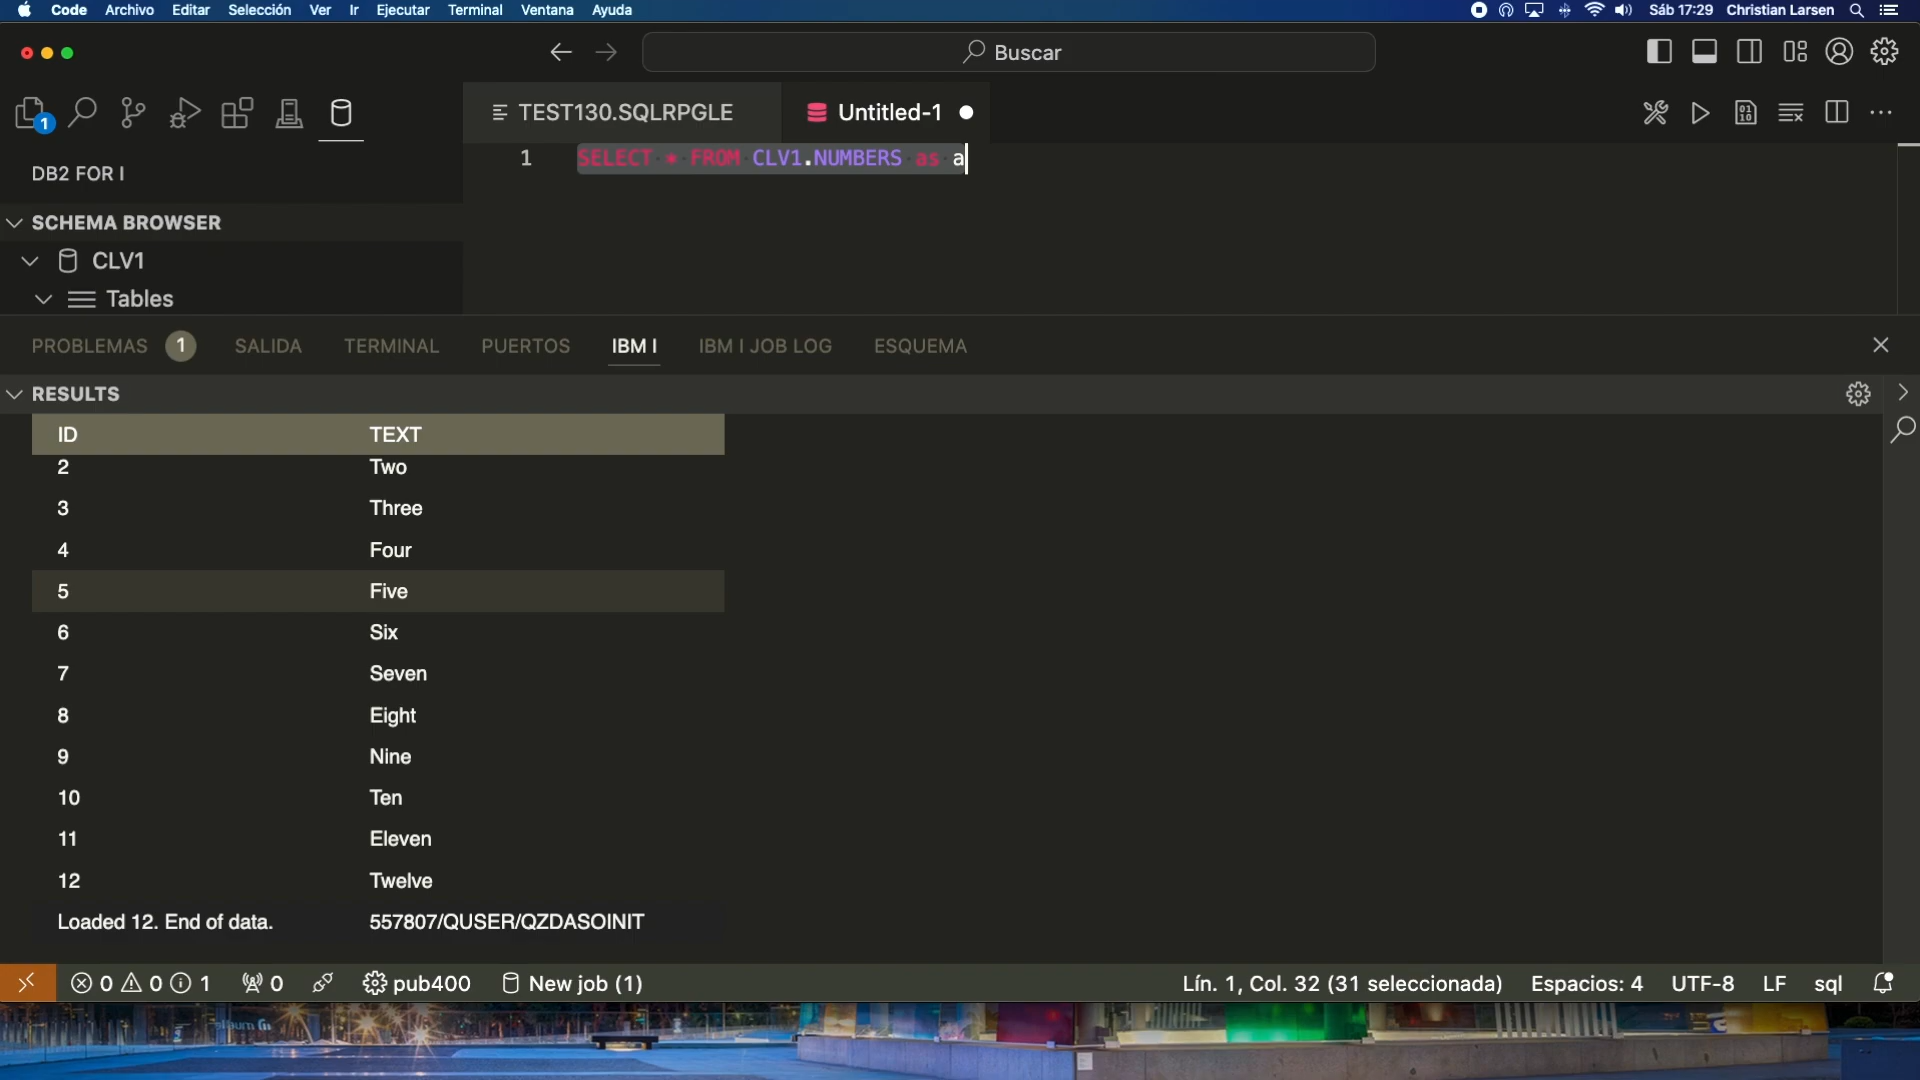 Code Archivo Editar Selección Ver Ir Ejecutar Terminal Ventana Ayuda Sáb 17:29 Christian Larsen
Buscar
1
TEST130.SQLRPGLE Untitled-1
DB2 FOR I
1 SELECT * FROM CLV1.NUMBERS as a
SCHEMA BROWSER
CLV1
Tables
PROBLEMAS 1 SALIDA TERMINAL PUERTOS IBM I IBM I JOB LOG ESQUEMA
RESULTS
ID TEXT
2 Two
3 Three
4 Four
5 Five
6 Six
7 Seven
8 Eight
9 Nine
10 Ten
11 Eleven
12 Twelve
Loaded 12. End of data. 557807/QUSER/QZDASOINIT
0 0 1 0 pub400 New job (1) Lín. 1, Col. 32 (31 seleccionada) Espacios: 4 UTF-8 LF sql